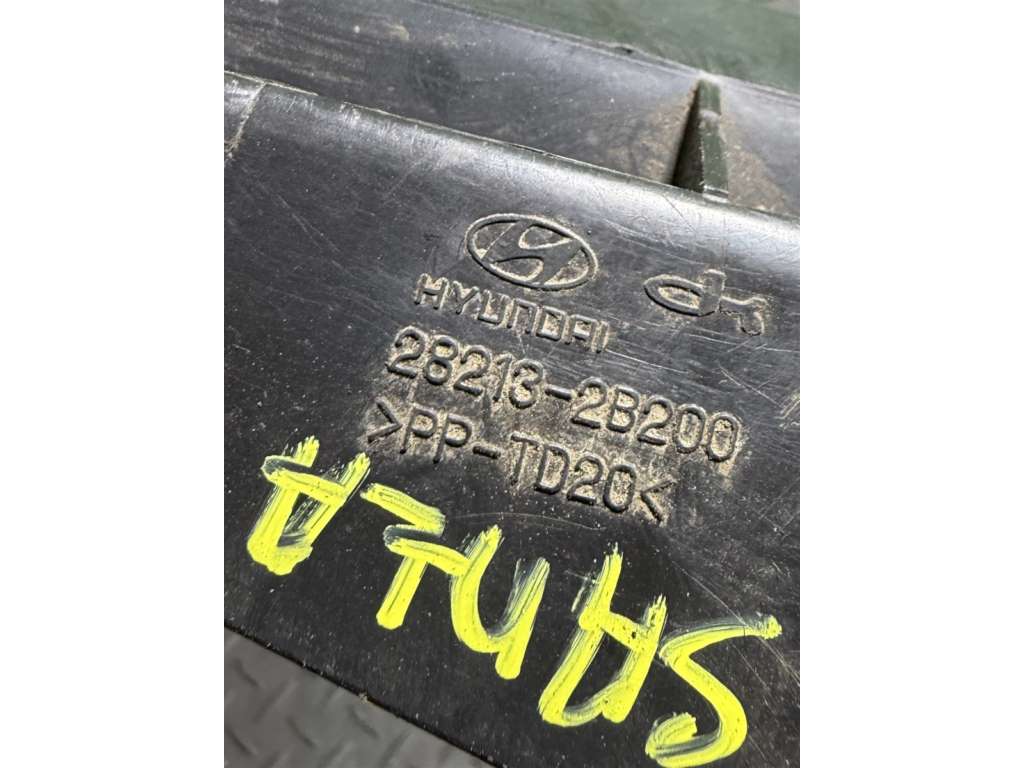 HYUNDAI
28213-2B200
>PP-TD20<
SANTA